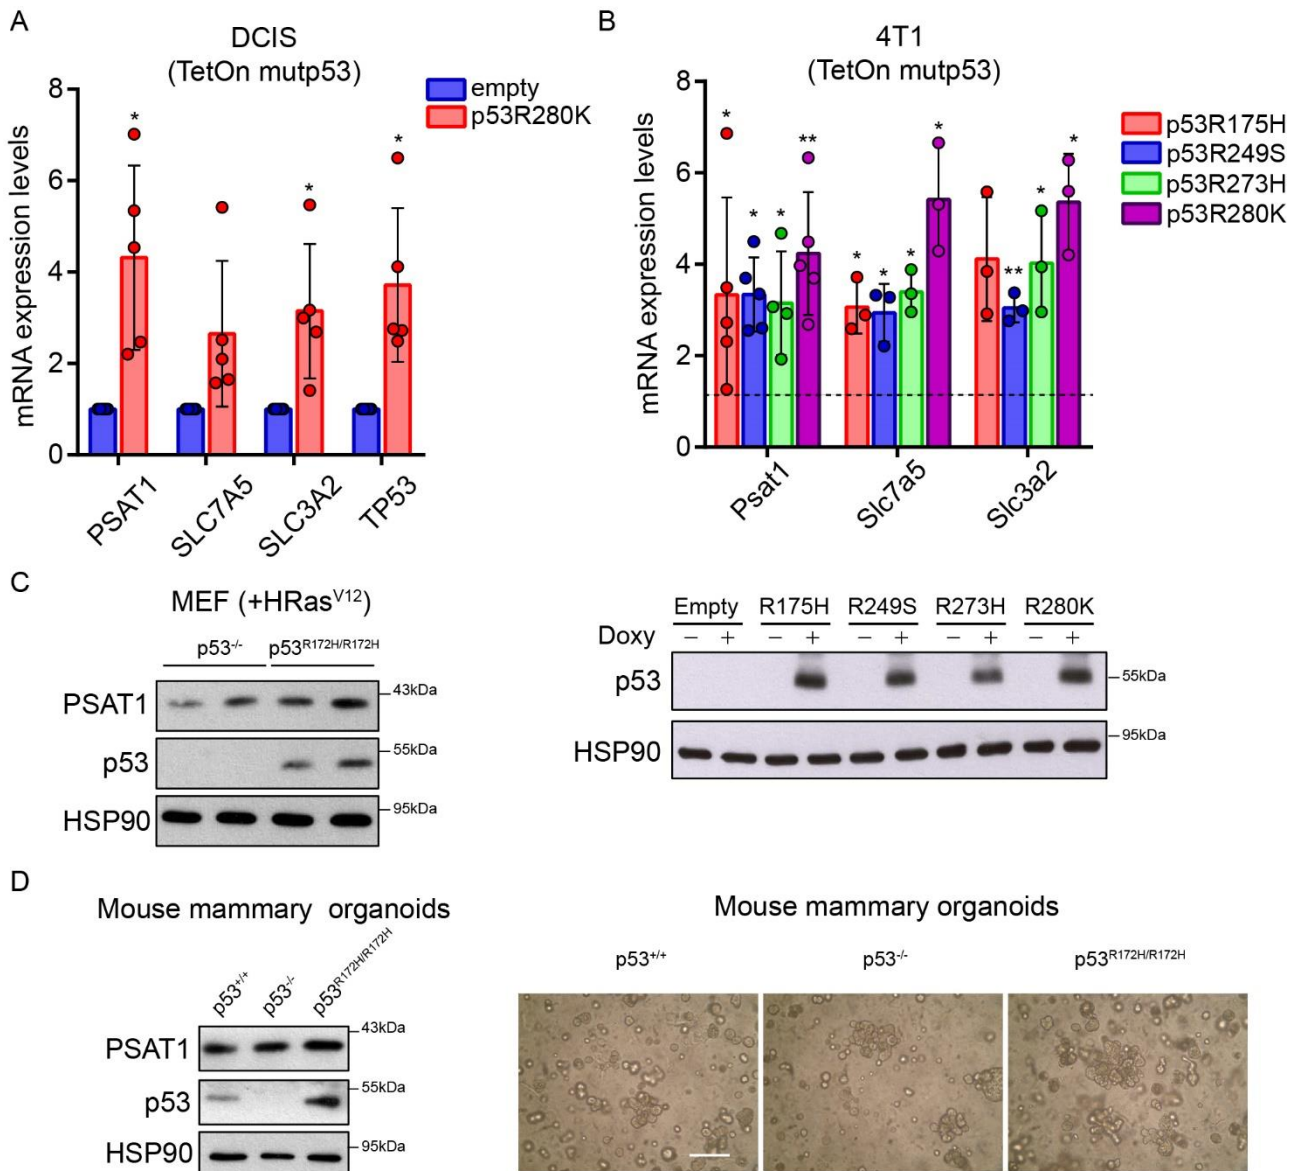 A
DCIS
(TetOn mutp53)
empty
p53R280K
mRNA expression levels
8
6
4
2
0
*
*
*
PSAT1
SLC7A5
SLC3A2
TP53
B
4T1
(TetOn mutp53)
p53R175H
p53R249S
p53R273H
p53R280K
mRNA expression levels
8
6
4
2
0
*
*
*
**
*
*
*
*
**
*
*
Psat1
Slc7a5
Slc3a2
C
MEF (+HRasV12)
p53-/- p53R172H/R172H
PSAT1
43kDa
p53
55kDa
HSP90
95kDa
Empty R175H R249S R273H R280K
Doxy − + − + − + − + − +
p53
55kDa
HSP90
95kDa
D
Mouse mammary organoids
p53+/+ p53-/- p53R172H/R172H
PSAT1
43kDa
p53
55kDa
HSP90
95kDa
Mouse mammary organoids
p53+/+ p53-/- p53R172H/R172H